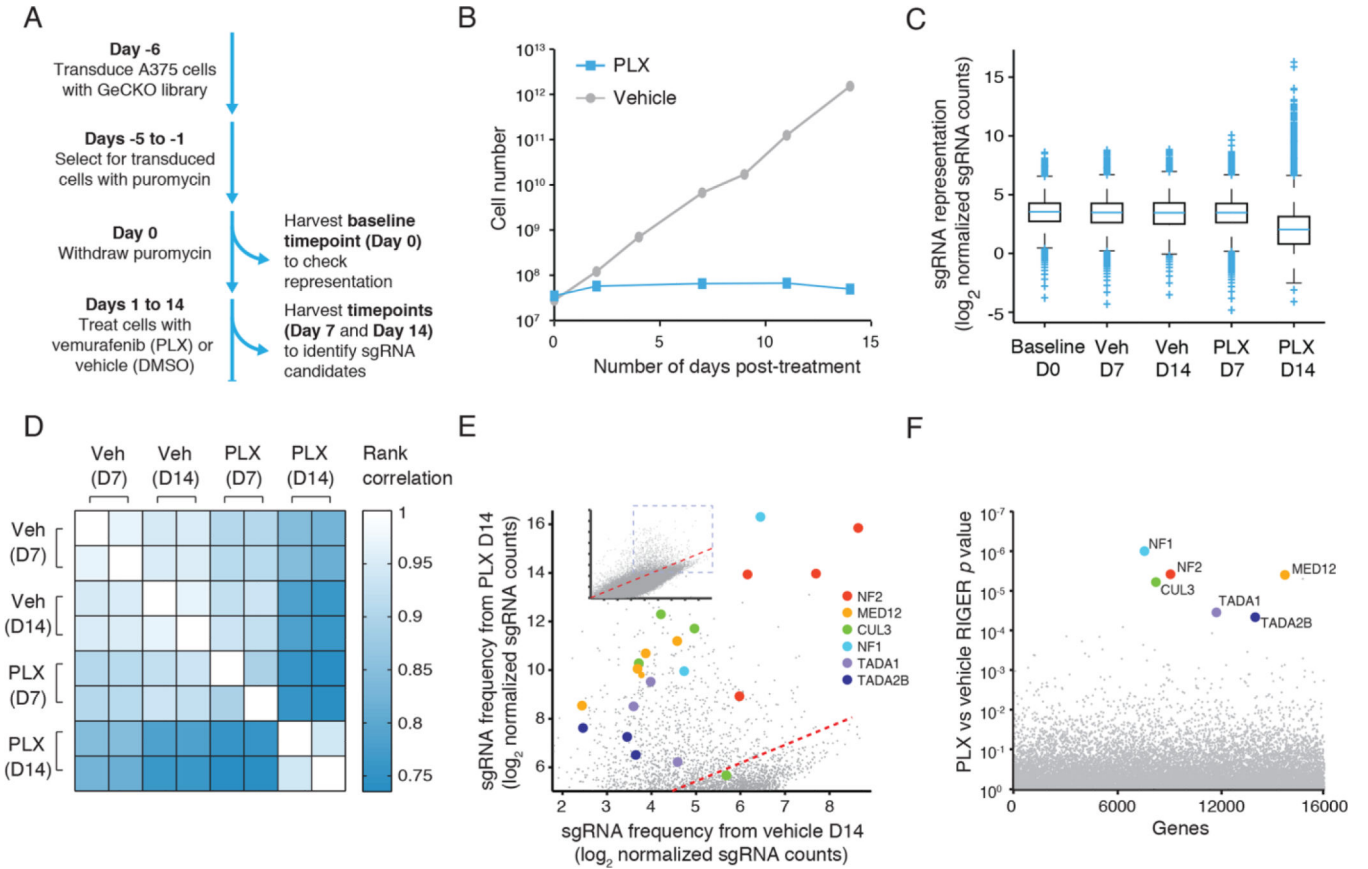 A
Day -6
Transduce A375 cells
with GeCKO library
Days -5 to -1
Select for transduced
cells with puromycin
Day 0
Withdraw puromycin
Harvest baseline
timepoint (Day 0)
to check
representation
Days 1 to 14
Treat cells with
vemurafenib (PLX) or
vehicle (DMSO)
Harvest timepoints
(Day 7 and Day 14)
to identify sgRNA
candidates
B
PLX
Vehicle
Cell number
10^13
10^12
10^11
10^10
10^9
10^8
10^7
0 5 10 15
Number of days post-treatment
C
sgRNA representation
(log2 normalized sgRNA counts)
15
10
5
0
-5
Baseline Veh Veh PLX PLX
D0 D7 D14 D7 D14
D
Veh Veh PLX PLX
(D7) (D14) (D7) (D14)
Rank
correlation
Veh
(D7)
Veh
(D14)
PLX
(D7)
PLX
(D14)
1
0.95
0.9
0.85
0.8
0.75
E
sgRNA frequency from PLX D14
(log2 normalized sgRNA counts)
16
14
12
10
8
6
NF2
MED12
CUL3
NF1
TADA1
TADA2B
2 3 4 5 6 7 8
sgRNA frequency from vehicle D14
(log2 normalized sgRNA counts)
F
PLX vs vehicle RIGER p value
10^-7
10^-6
10^-5
10^-4
10^-3
10^-2
10^-1
10^0
NF1
NF2
MED12
CUL3
TADA1
TADA2B
0 6000 12000 16000
Genes